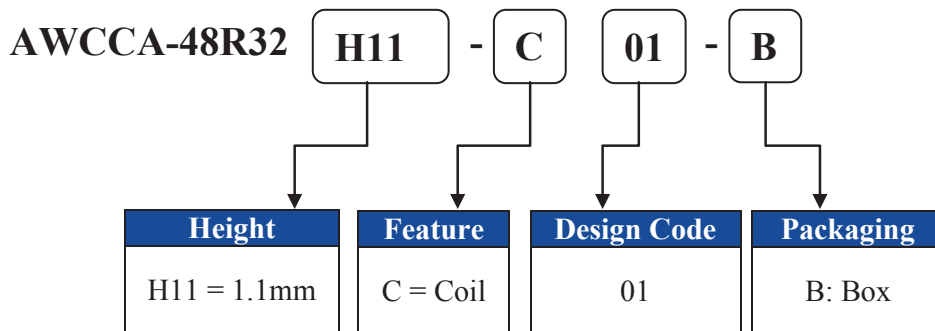 AWCCA-48R32 H11 - C 01 - B
Height Feature Design Code Packaging
H11 = 1.1mm C = Coil 01 B: Box